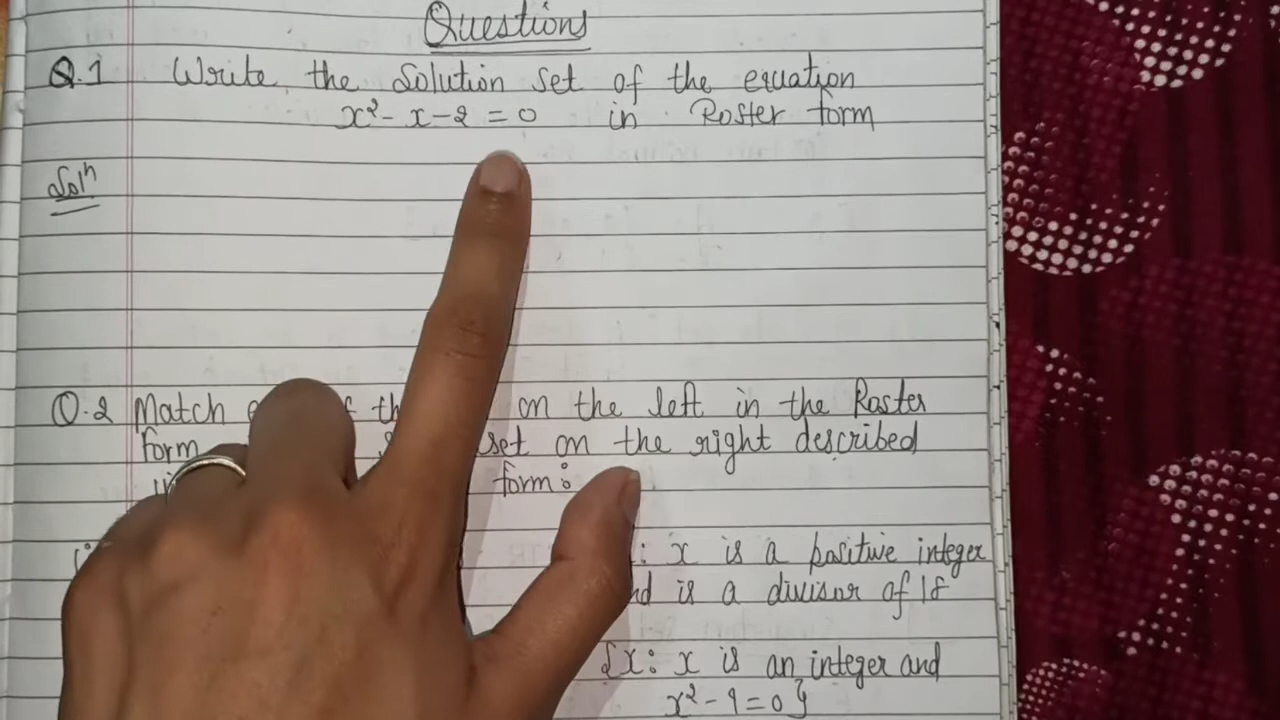 Questions
Q.1 Write the Solution set of the equation
x² - x - 2 = 0 in Roster form
Solⁿ
Q.2 Match on the left in the Roster
form set on the right described
form:
: x is a positive integer
is a divisor of 18
{x: x is an integer and
x² - 9 = 0}